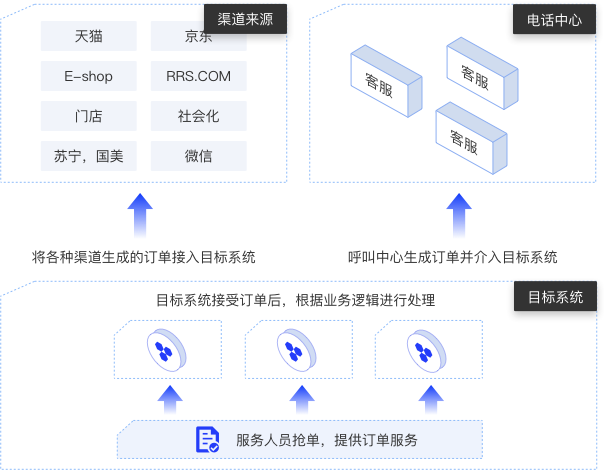 渠道来源
天猫
京东
E-shop
RRS.COM
门店
社会化
苏宁，国美
微信
电话中心
客服
客服
客服
将各种渠道生成的订单接入目标系统
呼叫中心生成订单并介入目标系统
目标系统
目标系统接受订单后，根据业务逻辑进行处理
服务人员抢单，提供订单服务